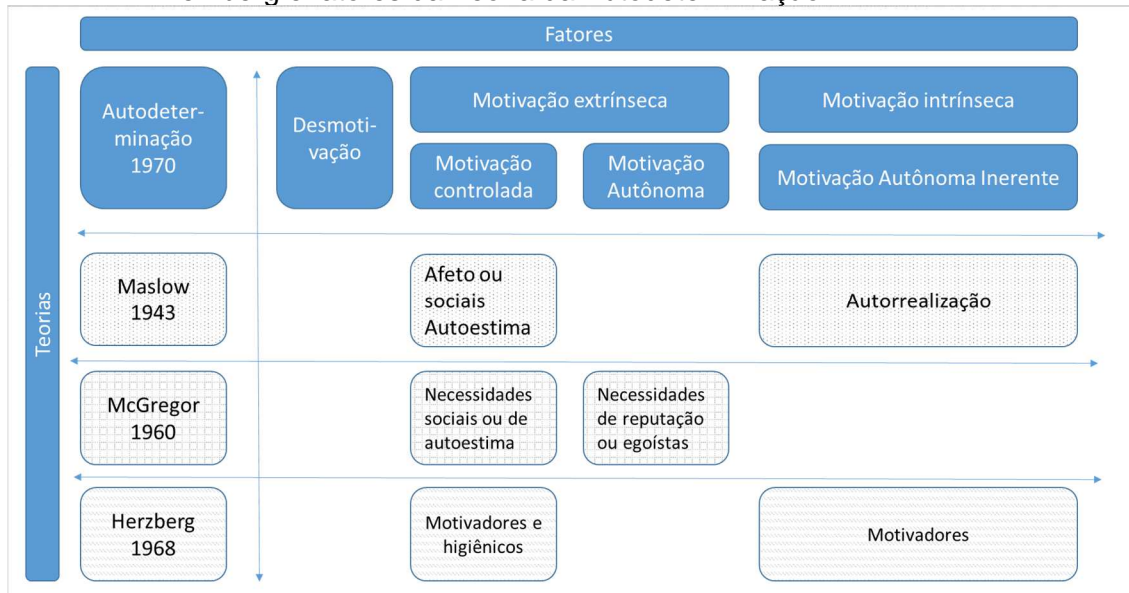 Fatores
Teorias
Autodeter-
minação
1970
Desmoti-
vação
Motivação extrínseca
Motivação intrínseca
Motivação
controlada
Motivação
Autônoma
Motivação Autônoma Inerente
Maslow
1943
Afeto ou
sociais
Autoestima
Autorrealização
McGregor
1960
Necessidades
sociais ou de
autoestima
Necessidades
de reputação
ou egoístas
Herzberg
1968
Motivadores e
higiênicos
Motivadores